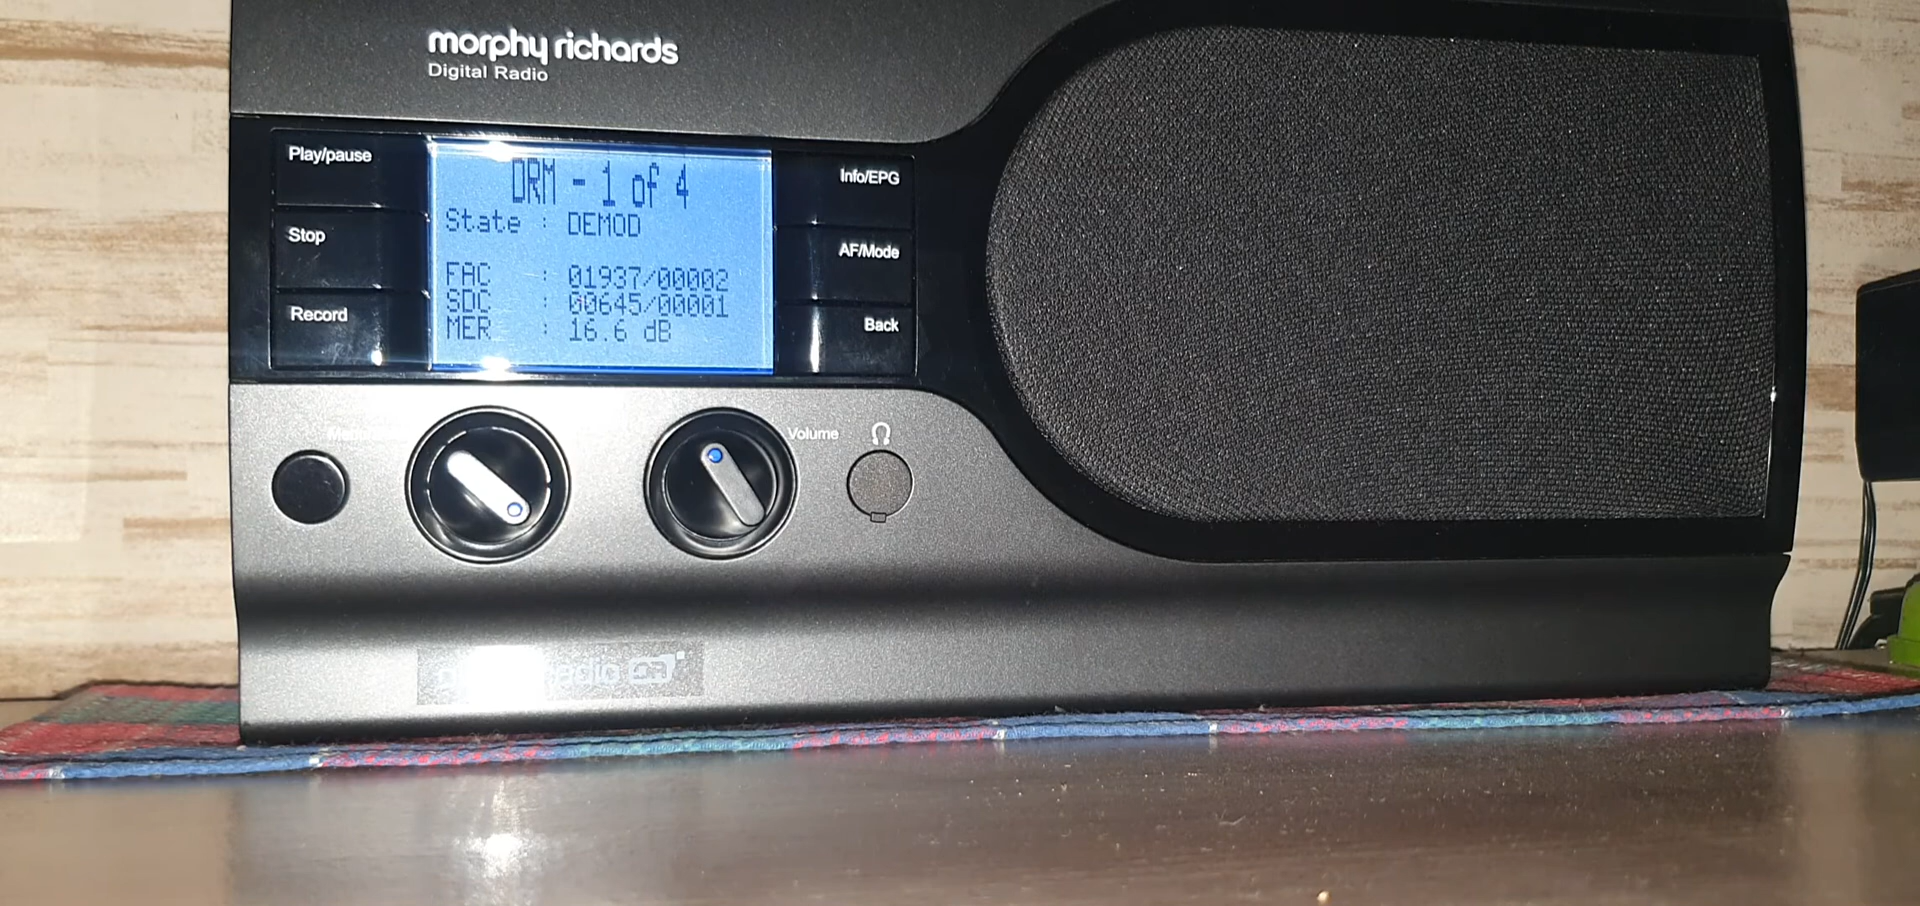 morphy richards
Digital Radio
Play/pause
Stop
Record
DRM - 1 of 4
State : DEMOD
FAC : 01937/00002
SDC : 00645/00001
MER : 16.6 dB
Info/EPG
AF/Mode
Back
Volume